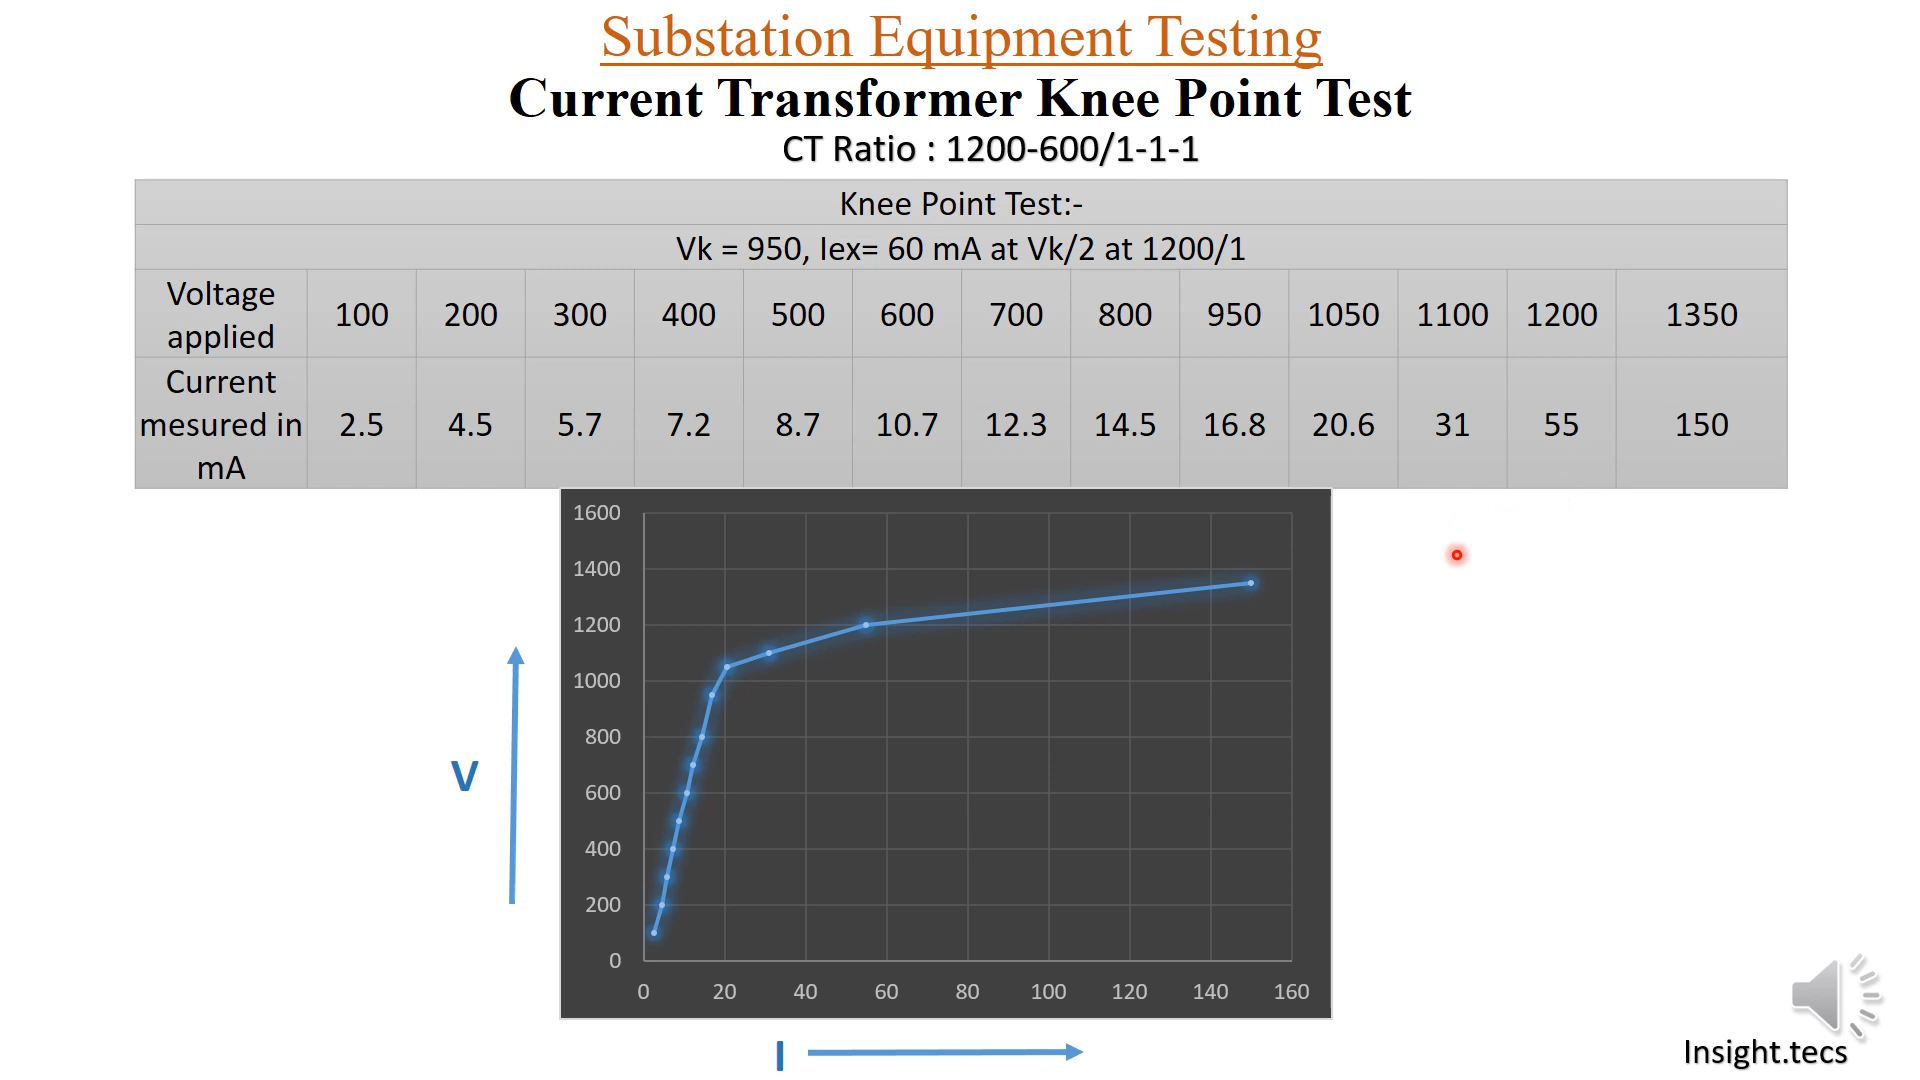 Substation Equipment Testing
Current Transformer Knee Point Test
CT Ratio : 1200-600/1-1-1
Knee Point Test:-
Vk = 950, Iex= 60 mA at Vk/2 at 1200/1
Voltage applied 100 200 300 400 500 600 700 800 950 1050 1100 1200 1350
Current mesured in mA 2.5 4.5 5.7 7.2 8.7 10.7 12.3 14.5 16.8 20.6 31 55 150
1600
1400
1200
1000
800
600
400
200
0
0 20 40 60 80 100 120 140 160
V
I
Insight.tecs